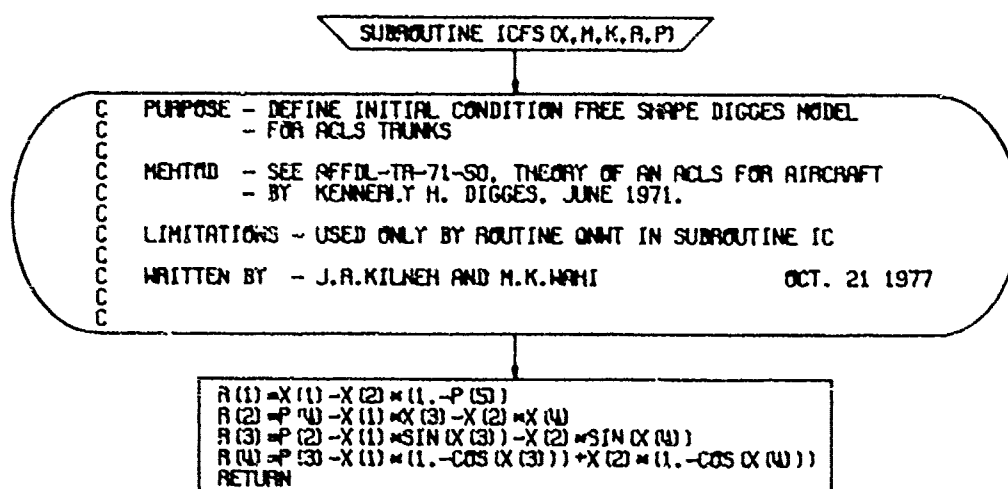 SUBROUTINE ICFS(X,M,K,R,P)
C PURPOSE - DEFINE INITIAL CONDITION FREE SHAPE DIGGES MODEL
C - FOR ACLS TRUNKS
C
C MEHTAD - SEE AFFDL-TR-71-50, THEORY OF AN ACLS FOR AIRCRAFT
C - BY KENNERLY H. DIGGES. JUNE 1971.
C
C LIMITATIONS - USED ONLY BY ROUTINE QNWT IN SUBROUTINE IC
C
C WRITTEN BY - J.R.KILNEH AND M.K.WAHI OCT. 21 1977
C
C
R(1)=X(1)-X(2)*(1.-P(5))
R(2)=P(4)-X(1)*X(3)-X(2)*X(4)
R(3)=P(2)-X(1)*SIN(X(3))-X(2)*SIN(X(4))
R(4)=P(3)-X(1)*(1.-COS(X(3)))+X(2)*(1.-COS(X(4)))
RETURN